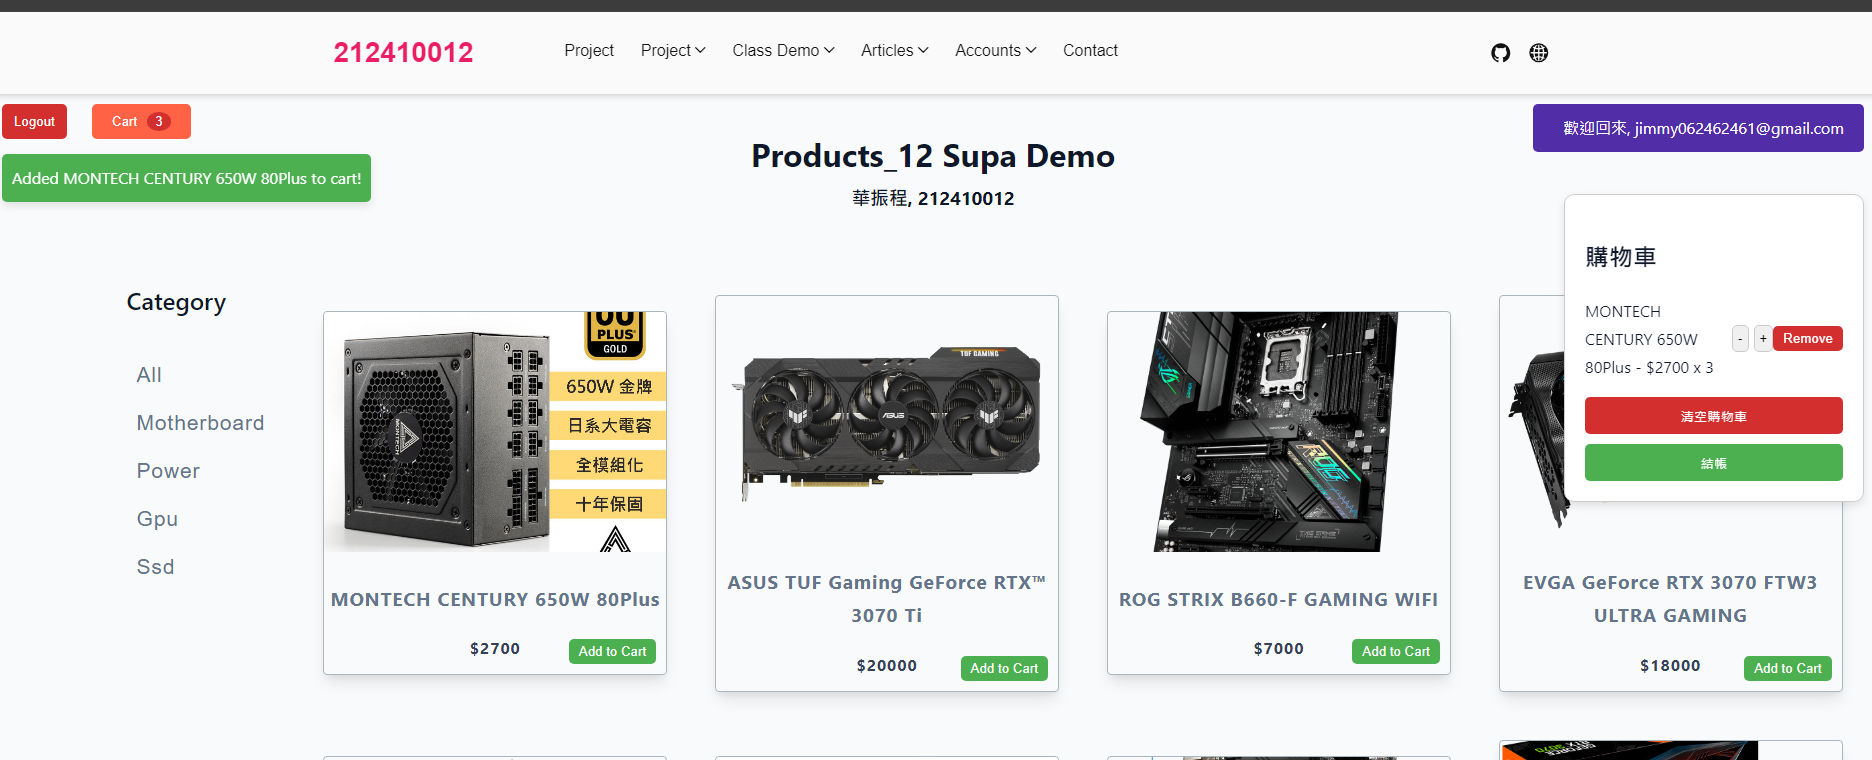 212410012
Project
Project
Class Demo
Articles
Accounts
Contact
Logout
Cart 3
歡迎回來, jimmy062462461@gmail.com
Added MONTECH CENTURY 650W 80Plus to cart!
Products_12 Supa Demo
華振程, 212410012
購物車
MONTECH
CENTURY 650W
80Plus - $2700 x 3
-
+
Remove
清空購物車
結帳
Category
All
Motherboard
Power
Gpu
Ssd
PLUS
GOLD
650W 金牌
日系大電容
全模組化
十年保固
MONTECH
MONTECH CENTURY 650W 80Plus
$2700
Add to Cart
TUF GAMING
ASUS
ASUS TUF Gaming GeForce RTX™
3070 Ti
$20000
Add to Cart
ROG
ROG STRIX B660-F GAMING WIFI
$7000
Add to Cart
EVGA GeForce RTX 3070 FTW3
ULTRA GAMING
$18000
Add to Cart